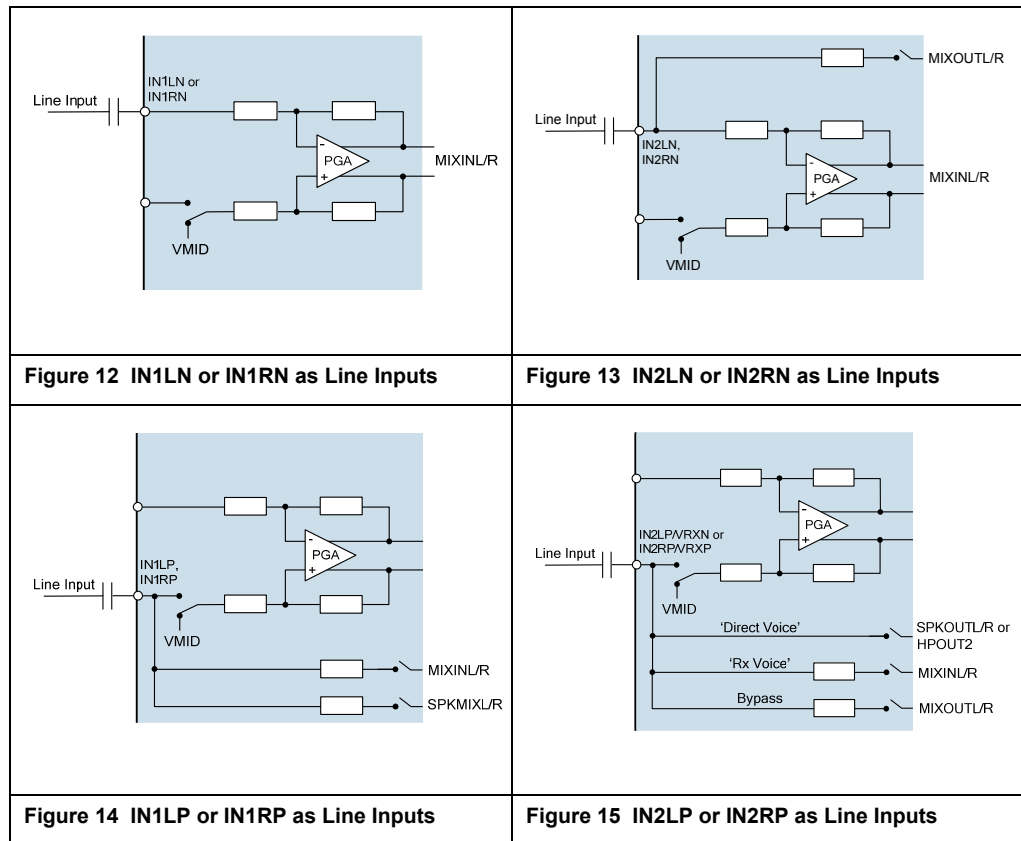 IN1LN or
IN1RN
Line Input
-
PGA
+
MIXINL/R
VMID
Figure 12 IN1LN or IN1RN as Line Inputs
MIXOUTL/R
Line Input
IN2LN,
IN2RN
-
PGA
+
MIXINL/R
VMID
Figure 13 IN2LN or IN2RN as Line Inputs
-
PGA
+
IN1LP,
IN1RP
Line Input
VMID
MIXINL/R
SPKMIXL/R
Figure 14 IN1LP or IN1RP as Line Inputs
-
PGA
+
IN2LP/VRXN or
IN2RP/VRXP
Line Input
VMID
'Direct Voice'
SPKOUTL/R or
HPOUT2
'Rx Voice'
MIXINL/R
Bypass
MIXOUTL/R
Figure 15 IN2LP or IN2RP as Line Inputs